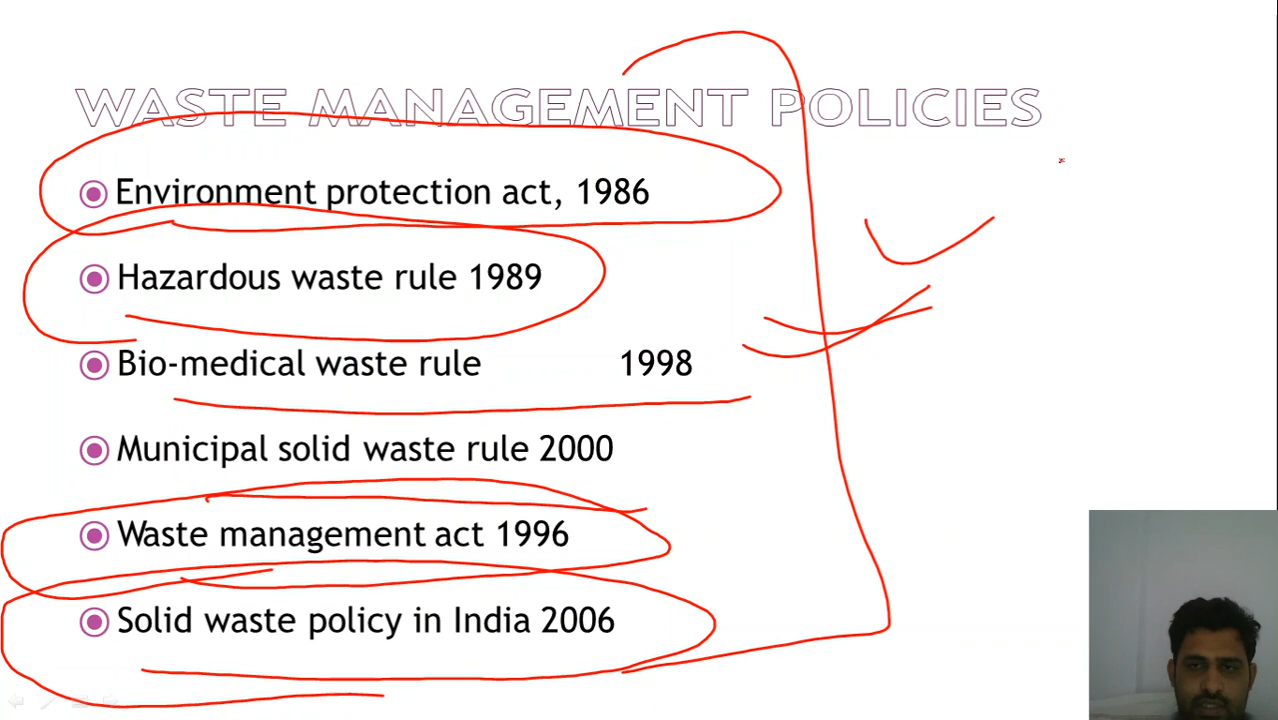 WASTE MANAGEMENT POLICIES
Environment protection act, 1986
Hazardous waste rule 1989
Bio-medical waste rule 1998
Municipal solid waste rule 2000
Waste management act 1996
Solid waste policy in India 2006